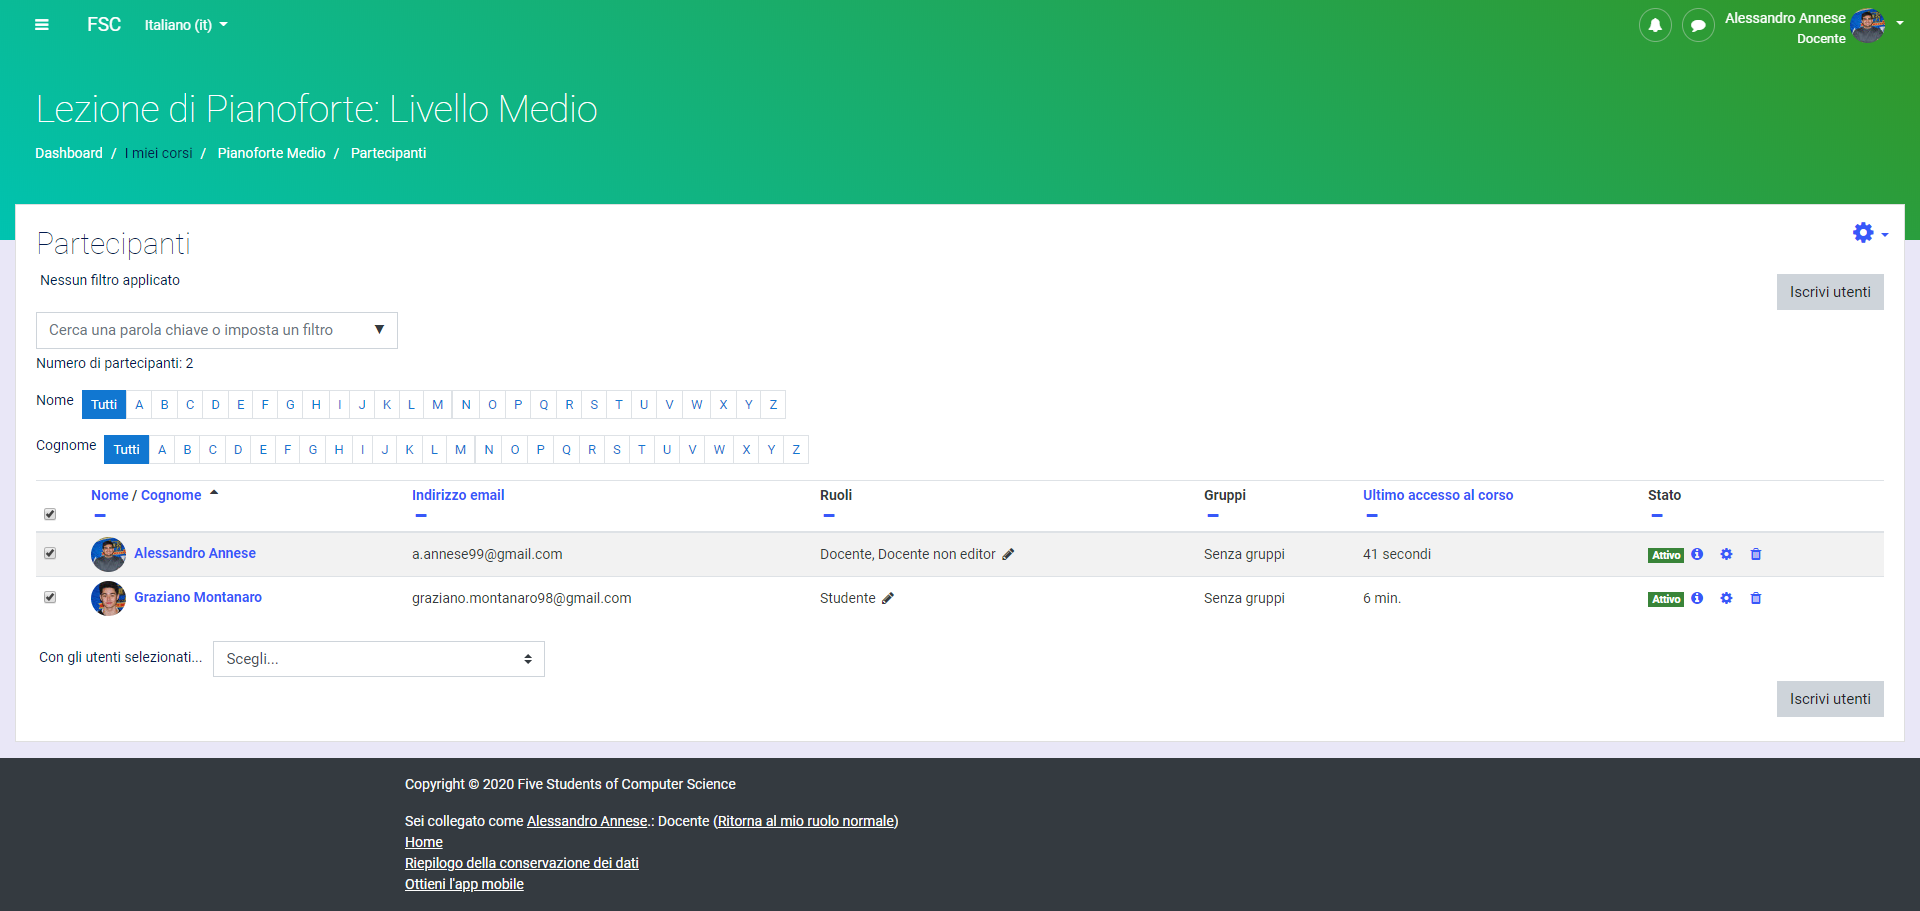 FSC Italiano (it)
Alessandro Annese
Docente
Lezione di Pianoforte: Livello Medio
Dashboard / I miei corsi / Pianoforte Medio / Partecipanti
Partecipanti
Nessun filtro applicato
Iscrivi utenti
Cerca una parola chiave o imposta un filtro ▼
Numero di partecipanti: 2
Nome Tutti A B C D E F G H I J K L M N O P Q R S T U V W X Y Z
Cognome Tutti A B C D E F G H I J K L M N O P Q R S T U V W X Y Z
Nome / Cognome Indirizzo email Ruoli Gruppi Ultimo accesso al corso Stato
Alessandro Annese a.annese99@gmail.com Docente, Docente non editor Senza gruppi 41 secondi Attivo
Graziano Montanaro graziano.montanaro98@gmail.com Studente Senza gruppi 6 min. Attivo
Con gli utenti selezionati... Scegli...
Iscrivi utenti
Copyright © 2020 Five Students of Computer Science
Sei collegato come Alessandro Annese.: Docente (Ritorna al mio ruolo normale)
Home
Riepilogo della conservazione dei dati
Ottieni l'app mobile